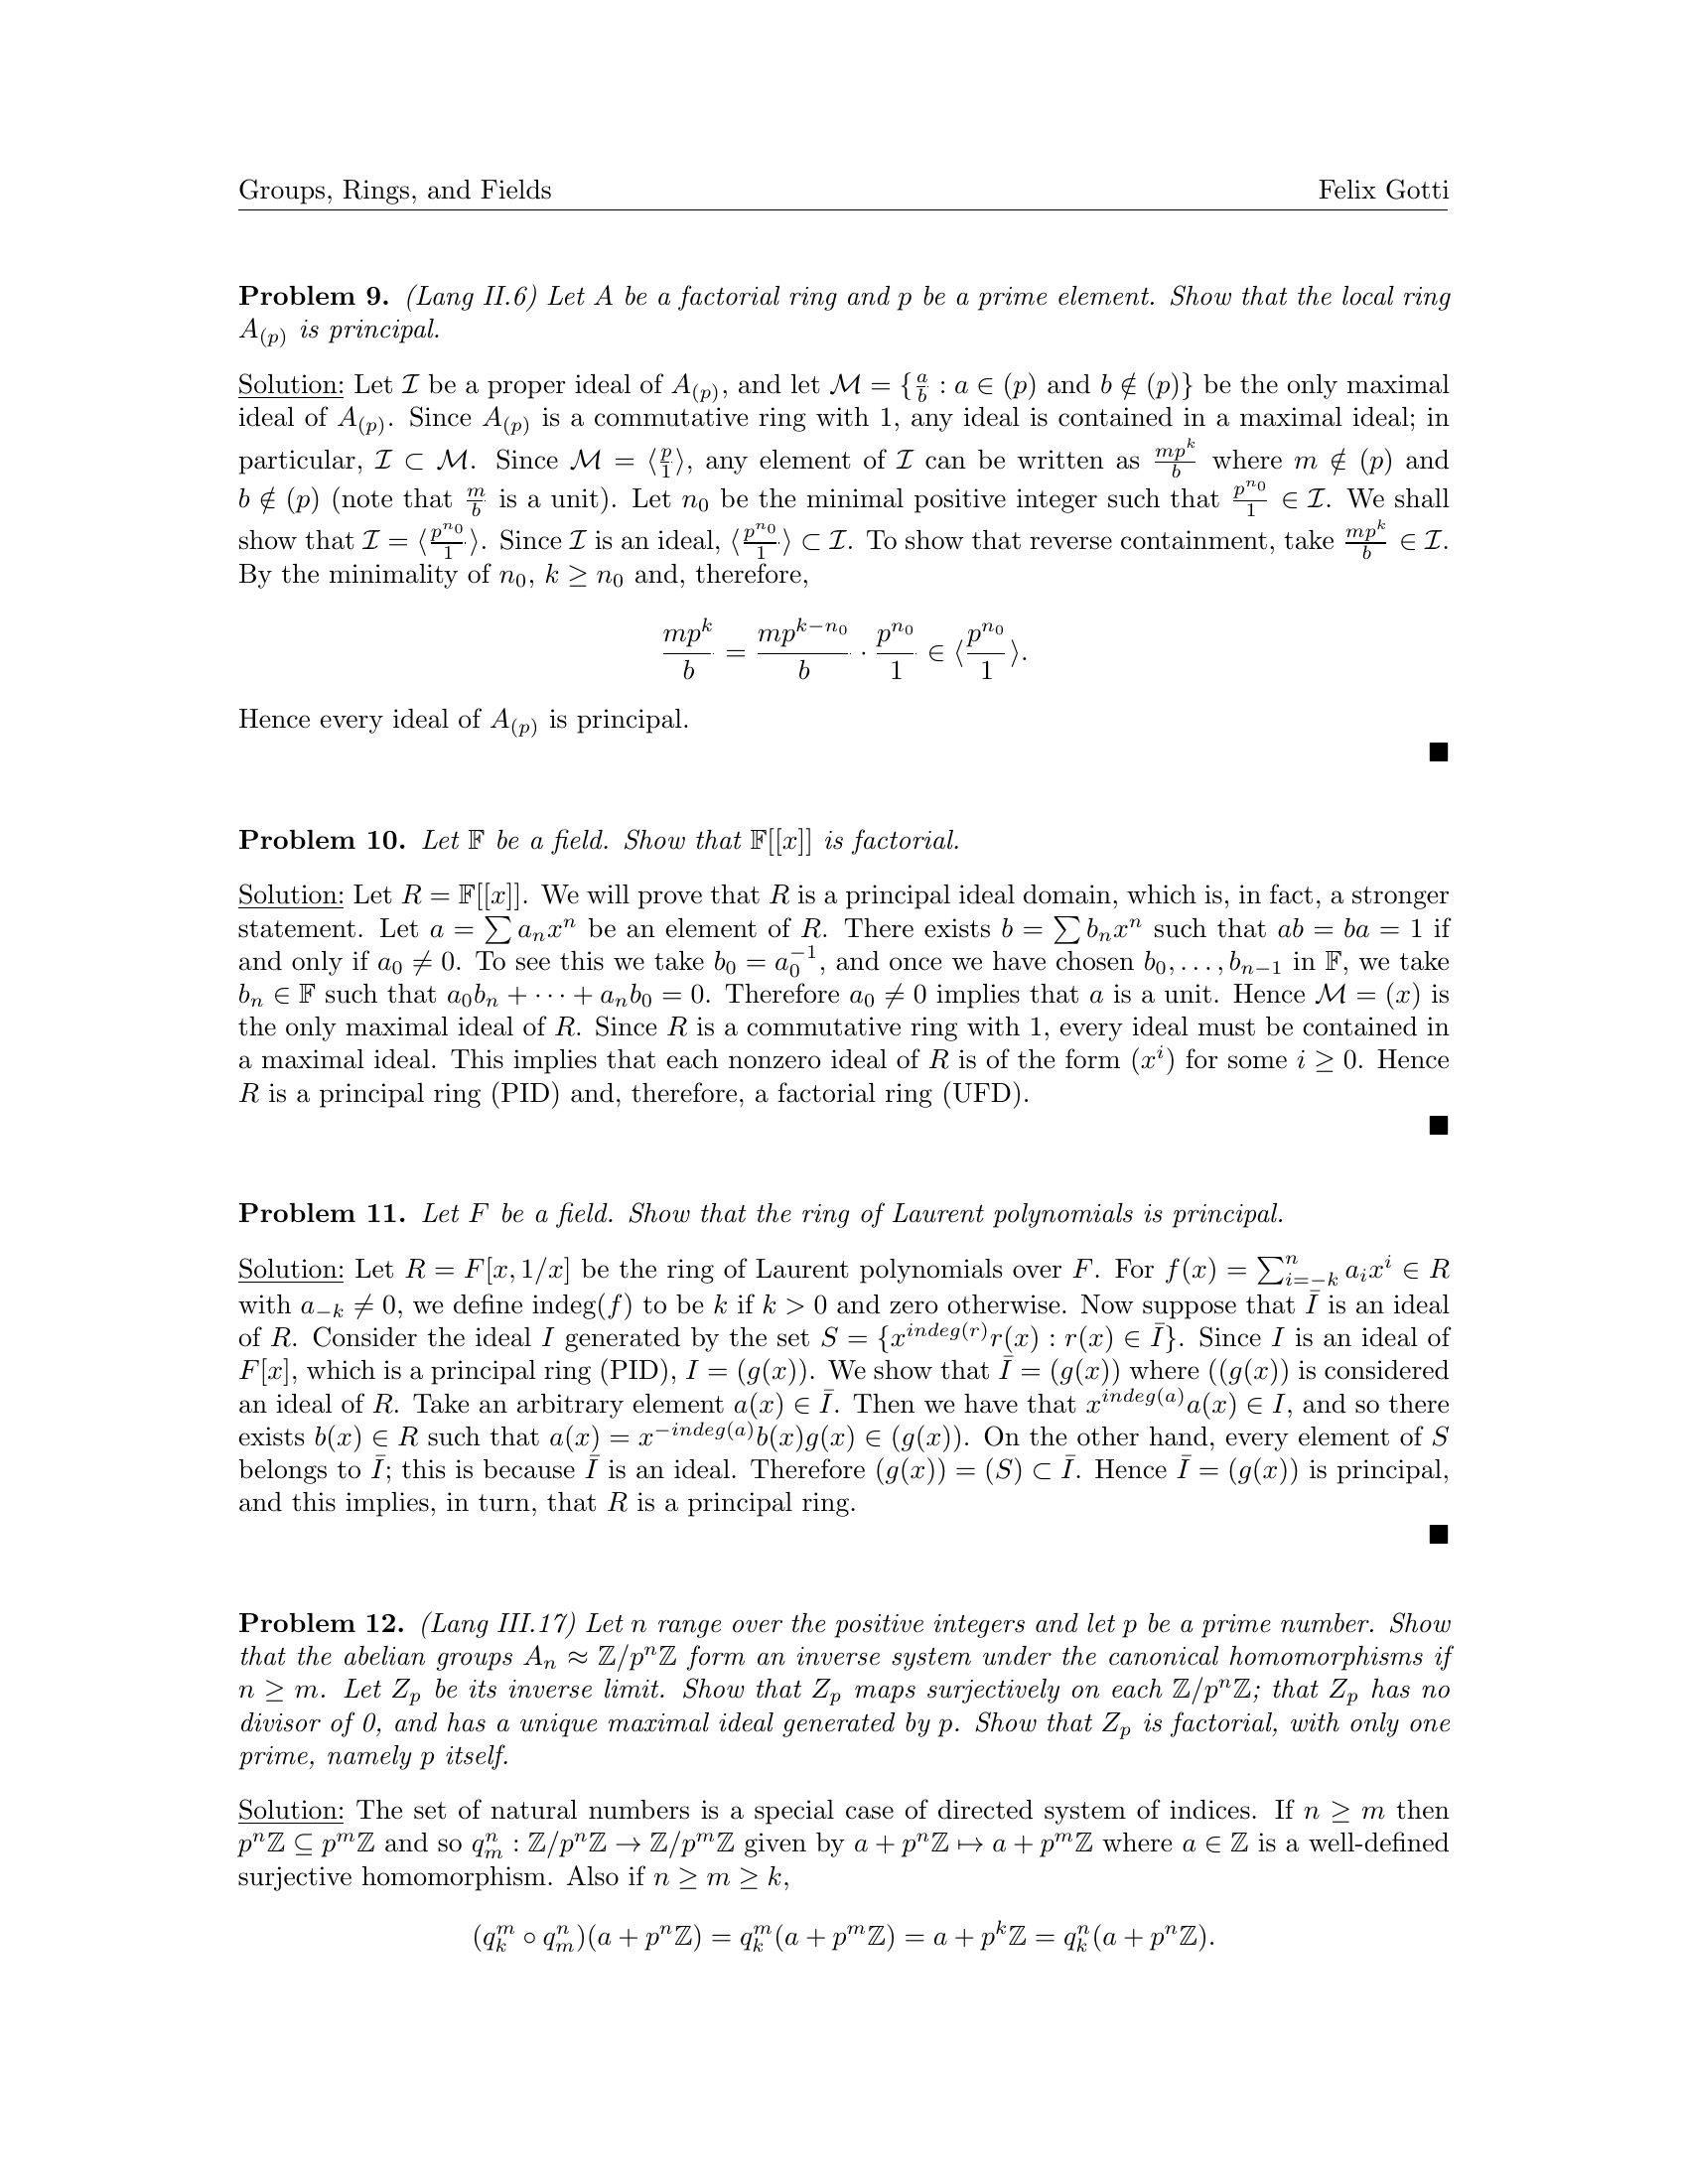 Groups, Rings, and Fields Felix Gotti
Problem 9. (Lang II.6) Let A be a factorial ring and p be a prime element. Show that the local ring
$A_{(p)}$ is principal.
Solution: Let $\mathcal{I}$ be a proper ideal of $A_{(p)}$, and let $\mathcal{M} = \{\frac{a}{b} : a \in (p) \text{ and } b \notin (p)\}$ be the only maximal
ideal of $A_{(p)}$. Since $A_{(p)}$ is a commutative ring with 1, any ideal is contained in a maximal ideal; in
particular, $\mathcal{I} \subset \mathcal{M}$. Since $\mathcal{M} = \langle \frac{p}{1} \rangle$, any element of $\mathcal{I}$ can be written as $\frac{mp^k}{b}$ where $m \notin (p)$ and
$b \notin (p)$ (note that $\frac{m}{b}$ is a unit). Let $n_0$ be the minimal positive integer such that $\frac{p^{n_0}}{1} \in \mathcal{I}$. We shall
show that $\mathcal{I} = \langle \frac{p^{n_0}}{1} \rangle$. Since $\mathcal{I}$ is an ideal, $\langle \frac{p^{n_0}}{1} \rangle \subset \mathcal{I}$. To show that reverse containment, take $\frac{mp^k}{b} \in \mathcal{I}$.
By the minimality of $n_0$, $k \geq n_0$ and, therefore,
$\frac{mp^k}{b} = \frac{mp^{k-n_0}}{b} \cdot \frac{p^{n_0}}{1} \in \langle \frac{p^{n_0}}{1} \rangle.$
Hence every ideal of $A_{(p)}$ is principal.
■
Problem 10. Let $\mathbb{F}$ be a field. Show that $\mathbb{F}[[x]]$ is factorial.
Solution: Let $R = \mathbb{F}[[x]]$. We will prove that $R$ is a principal ideal domain, which is, in fact, a stronger
statement. Let $a = \sum a_n x^n$ be an element of $R$. There exists $b = \sum b_n x^n$ such that $ab = ba = 1$ if
and only if $a_0 \neq 0$. To see this we take $b_0 = a_0^{-1}$, and once we have chosen $b_0, \ldots, b_{n-1}$ in $\mathbb{F}$, we take
$b_n \in \mathbb{F}$ such that $a_0 b_n + \cdots + a_n b_0 = 0$. Therefore $a_0 \neq 0$ implies that $a$ is a unit. Hence $\mathcal{M} = (x)$ is
the only maximal ideal of $R$. Since $R$ is a commutative ring with 1, every ideal must be contained in
a maximal ideal. This implies that each nonzero ideal of $R$ is of the form $(x^i)$ for some $i \geq 0$. Hence
$R$ is a principal ring (PID) and, therefore, a factorial ring (UFD).
■
Problem 11. Let $F$ be a field. Show that the ring of Laurent polynomials is principal.
Solution: Let $R = F[x, 1/x]$ be the ring of Laurent polynomials over $F$. For $f(x) = \sum_{i=-k}^{n} a_i x^i \in R$
with $a_{-k} \neq 0$, we define indeg$(f)$ to be $k$ if $k > 0$ and zero otherwise. Now suppose that $\bar{I}$ is an ideal
of $R$. Consider the ideal $I$ generated by the set $S = \{x^{indeg(r)} r(x) : r(x) \in \bar{I}\}$. Since $I$ is an ideal of
$F[x]$, which is a principal ring (PID), $I = (g(x))$. We show that $\bar{I} = (g(x))$ where $((g(x))$ is considered
an ideal of $R$. Take an arbitrary element $a(x) \in \bar{I}$. Then we have that $x^{indeg(a)} a(x) \in I$, and so there
exists $b(x) \in R$ such that $a(x) = x^{-indeg(a)} b(x) g(x) \in (g(x))$. On the other hand, every element of $S$
belongs to $\bar{I}$; this is because $\bar{I}$ is an ideal. Therefore $(g(x)) = (S) \subset \bar{I}$. Hence $\bar{I} = (g(x))$ is principal,
and this implies, in turn, that $R$ is a principal ring.
■
Problem 12. (Lang III.17) Let $n$ range over the positive integers and let $p$ be a prime number. Show
that the abelian groups $A_n \approx \mathbb{Z}/p^n\mathbb{Z}$ form an inverse system under the canonical homomorphisms if
$n \geq m$. Let $Z_p$ be its inverse limit. Show that $Z_p$ maps surjectively on each $\mathbb{Z}/p^n\mathbb{Z}$; that $Z_p$ has no
divisor of 0, and has a unique maximal ideal generated by $p$. Show that $Z_p$ is factorial, with only one
prime, namely $p$ itself.
Solution: The set of natural numbers is a special case of directed system of indices. If $n \geq m$ then
$p^n\mathbb{Z} \subseteq p^m\mathbb{Z}$ and so $q_m^n : \mathbb{Z}/p^n\mathbb{Z} \to \mathbb{Z}/p^m\mathbb{Z}$ given by $a + p^n\mathbb{Z} \mapsto a + p^m\mathbb{Z}$ where $a \in \mathbb{Z}$ is a well-defined
surjective homomorphism. Also if $n \geq m \geq k$,
$(q_k^m \circ q_m^n)(a + p^n\mathbb{Z}) = q_k^m(a + p^m\mathbb{Z}) = a + p^k\mathbb{Z} = q_k^n(a + p^n\mathbb{Z}).$